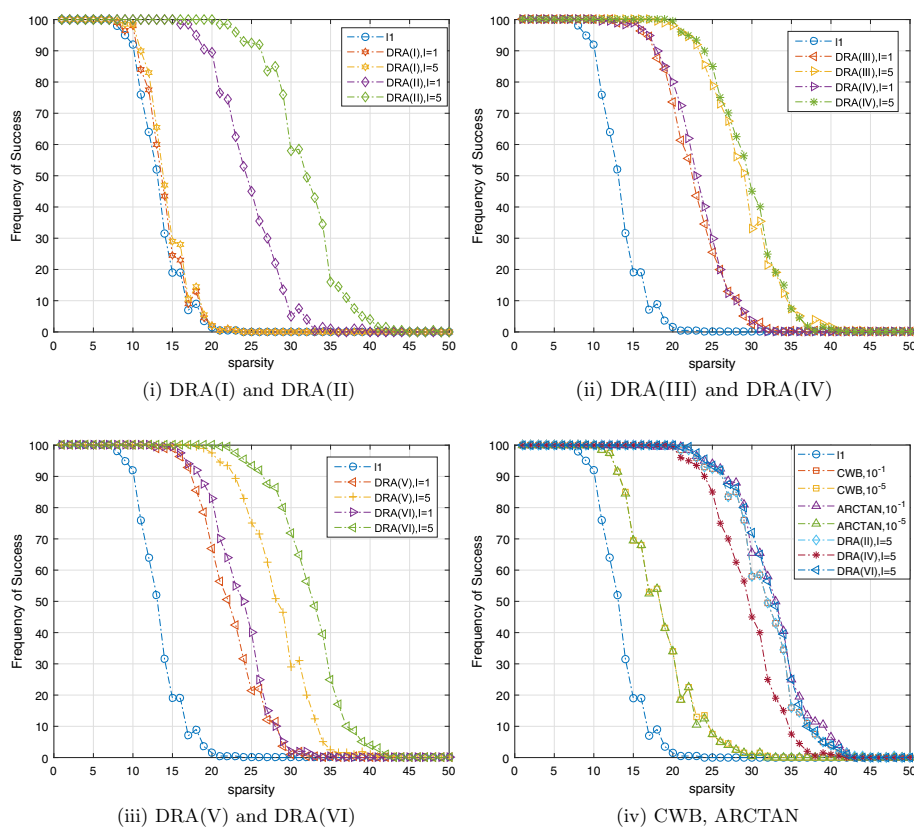 Frequency of Success
100
90
80
70
60
50
40
30
20
10
0
0 5 10 15 20 25 30 35 40 45 50
sparsity
l1
DRA(I),I=1
DRA(I),I=5
DRA(II),I=1
DRA(II),I=5
(i) DRA(I) and DRA(II)
Frequency of Success
100
90
80
70
60
50
40
30
20
10
0
0 5 10 15 20 25 30 35 40 45 50
sparsity
l1
DRA(III),I=1
DRA(III),I=5
DRA(IV),I=1
DRA(IV),I=5
(ii) DRA(III) and DRA(IV)
Frequency of Success
100
90
80
70
60
50
40
30
20
10
0
0 5 10 15 20 25 30 35 40 45 50
sparsity
l1
DRA(V),I=1
DRA(V),I=5
DRA(VI),I=1
DRA(VI),I=5
(iii) DRA(V) and DRA(VI)
Frequency of Success
100
90
80
70
60
50
40
30
20
10
0
0 5 10 15 20 25 30 35 40 45 50
sparsity
l1
CWB,10⁻¹
CWB,10⁻⁵
ARCTAN,10⁻¹
ARCTAN,10⁻⁵
DRA(II),I=5
DRA(IV),I=5
DRA(VI),I=5
(iv) CWB, ARCTAN